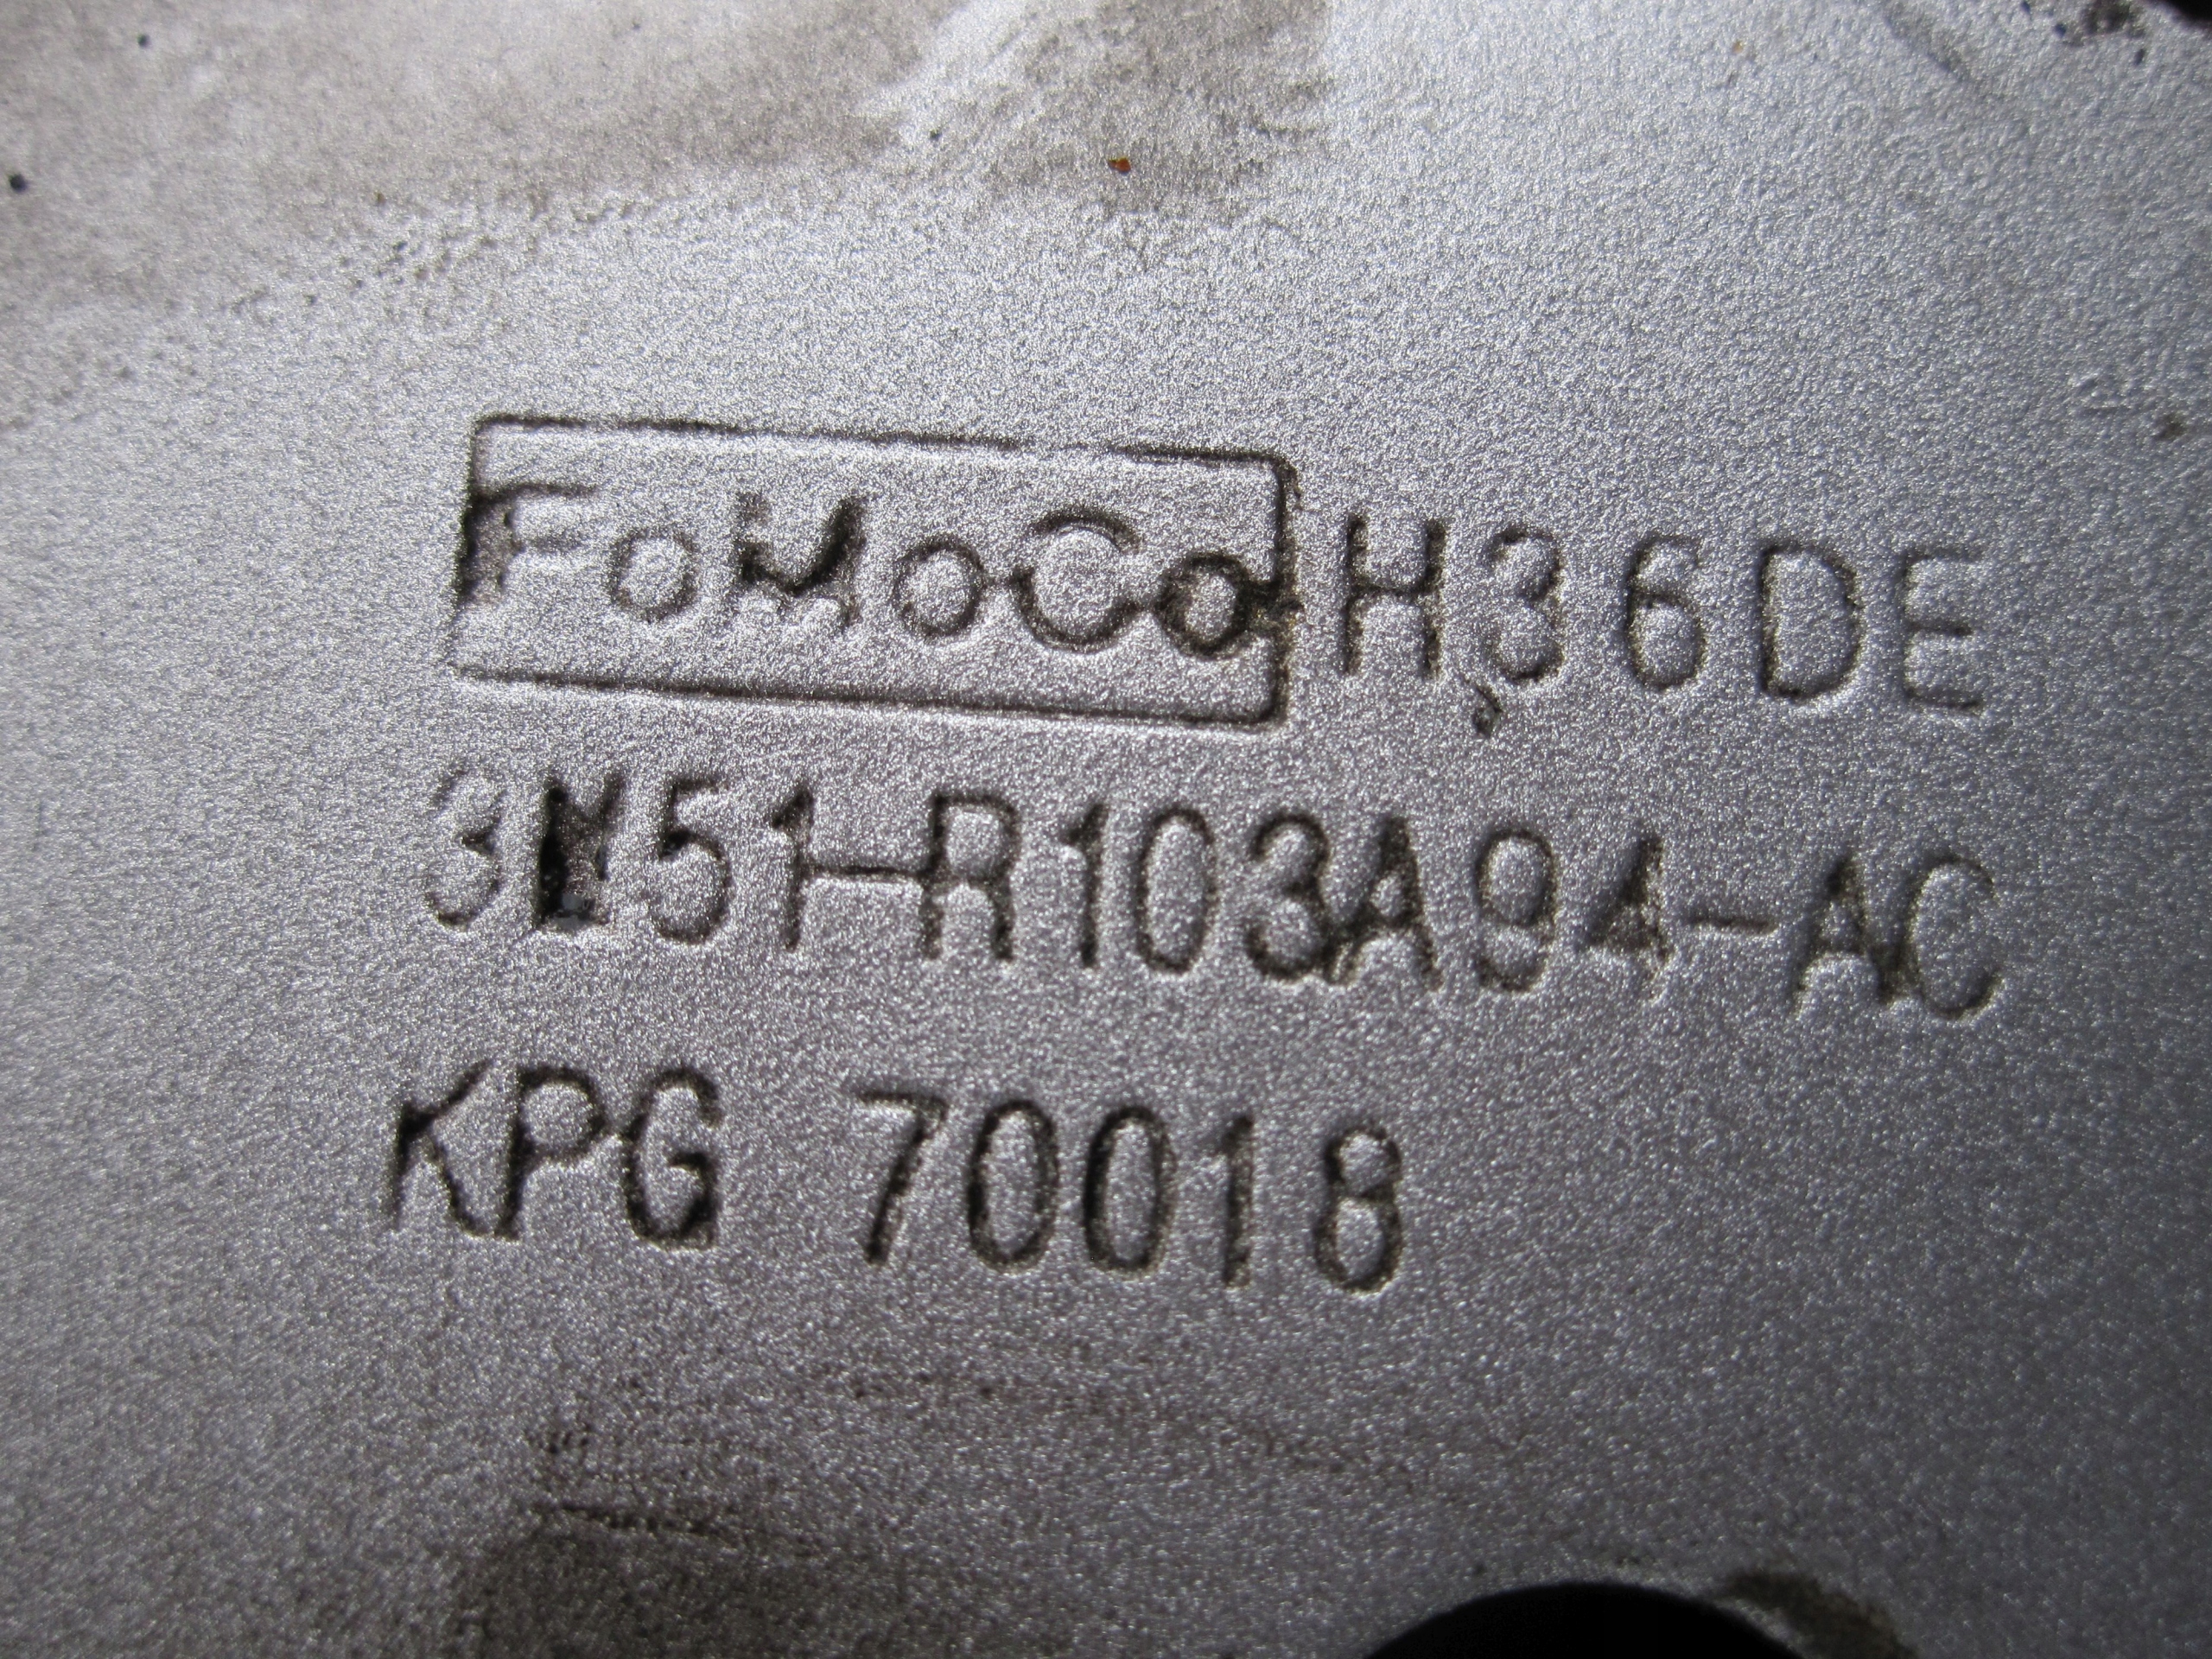 FoMoCo H36DE
3M51-R103A94-AC
KPG 70018